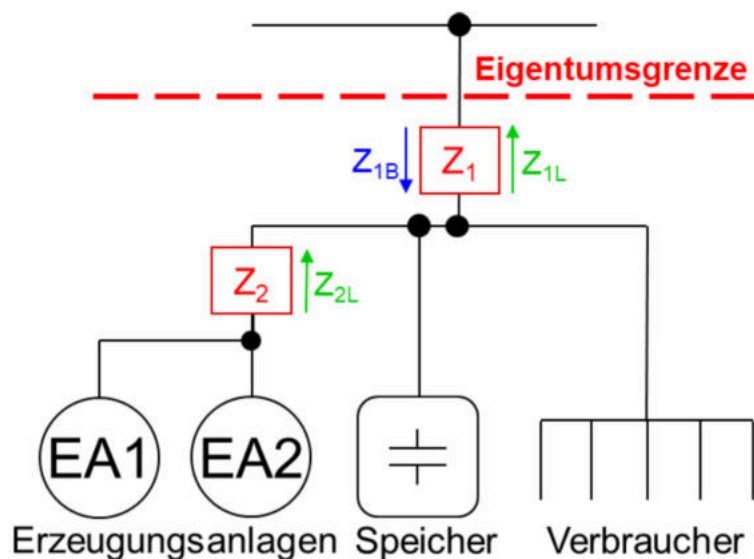 Eigentumsgrenze
Z1B Z1 Z1L
Z2 Z2L
EA1 EA2
Erzeugungsanlagen Speicher Verbraucher